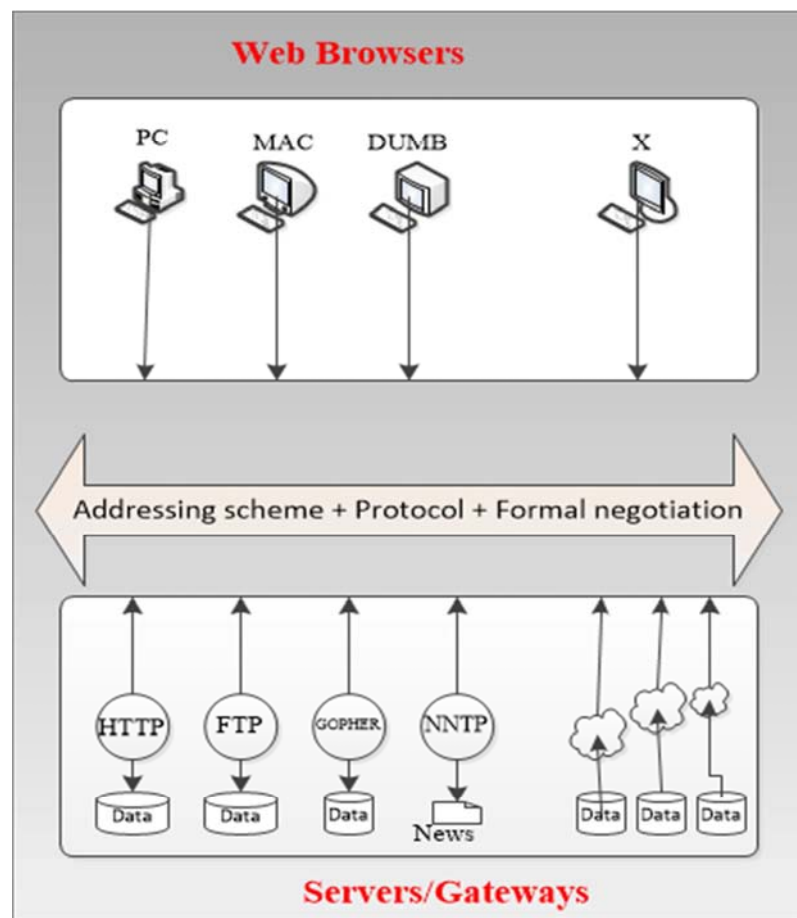 Web Browsers
PC MAC DUMB X
Addressing scheme + Protocol + Formal negotiation
HTTP FTP GOPHER NNTP
Data Data Data Data Data Data
News
Servers/Gateways